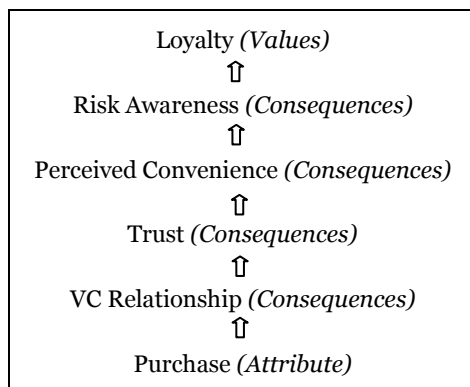 Loyalty (Values)
Risk Awareness (Consequences)
Perceived Convenience (Consequences)
Trust (Consequences)
VC Relationship (Consequences)
Purchase (Attribute)